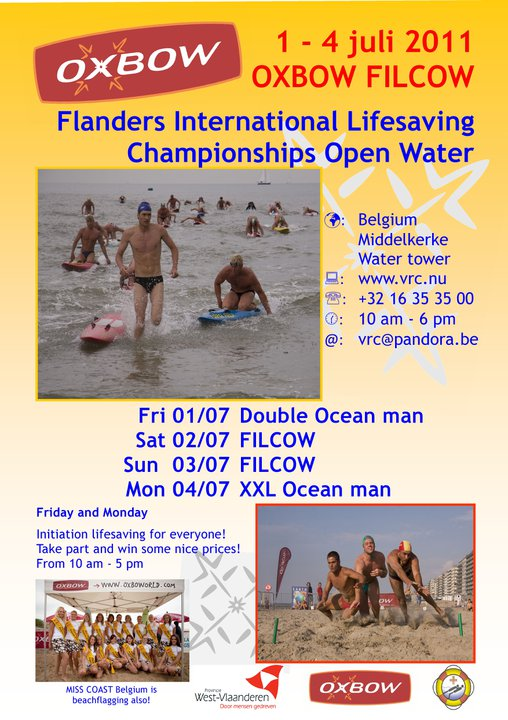 OXBOW
1 - 4 juli 2011
OXBOW FILCOW
Flanders International Lifesaving
Championships Open Water
: Belgium
Middelkerke
Water tower
: www.vrc.nu
: +32 16 35 35 00
: 10 am - 6 pm
@: vrc@pandora.be
Fri 01/07 Double Ocean man
Sat 02/07 FILCOW
Sun 03/07 FILCOW
Mon 04/07 XXL Ocean man
Friday and Monday
Initiation lifesaving for everyone!
Take part and win some nice prices!
From 10 am - 5 pm
OXBOW WWW.OXBOWORLD.COM
MISS COAST Belgium is
beachflagging also!
Provincie
West-Vlaanderen
Door mensen gedreven
OXBOW